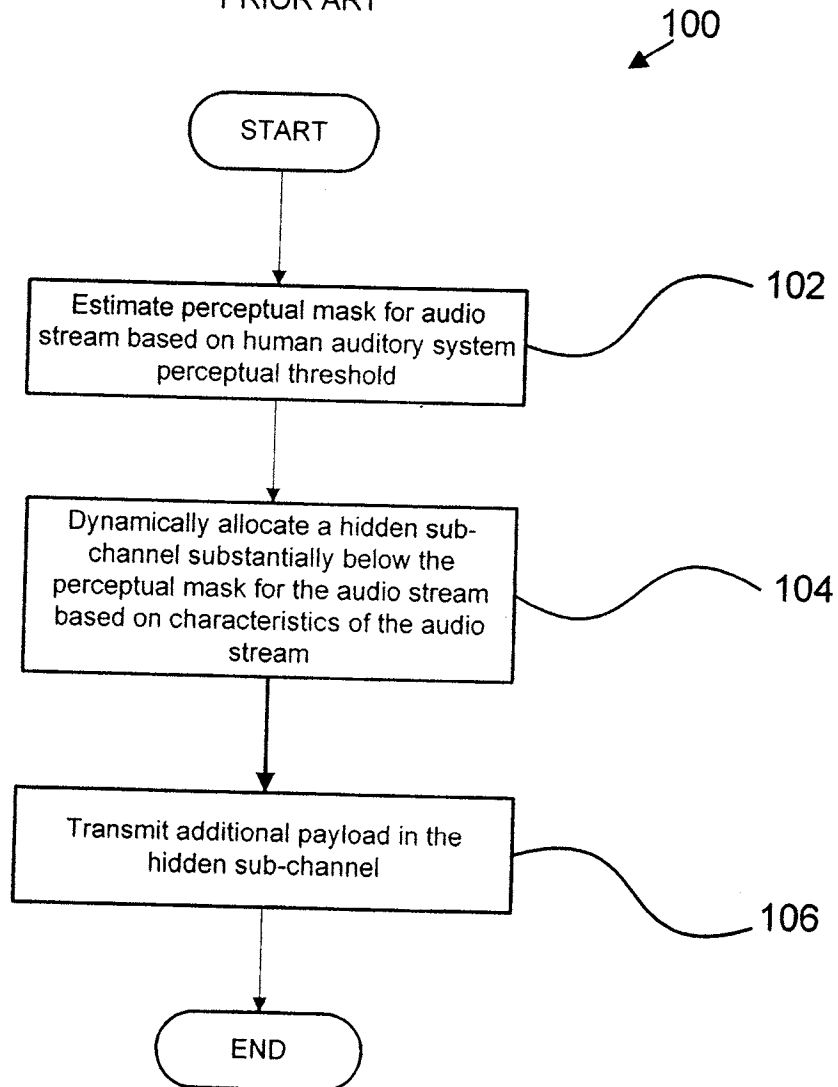 PRIOR ART
100
START
Estimate perceptual mask for audio
stream based on human auditory system
perceptual threshold
102
Dynamically allocate a hidden sub-
channel substantially below the
perceptual mask for the audio stream
based on characteristics of the audio
stream
104
Transmit additional payload in the
hidden sub-channel
106
END